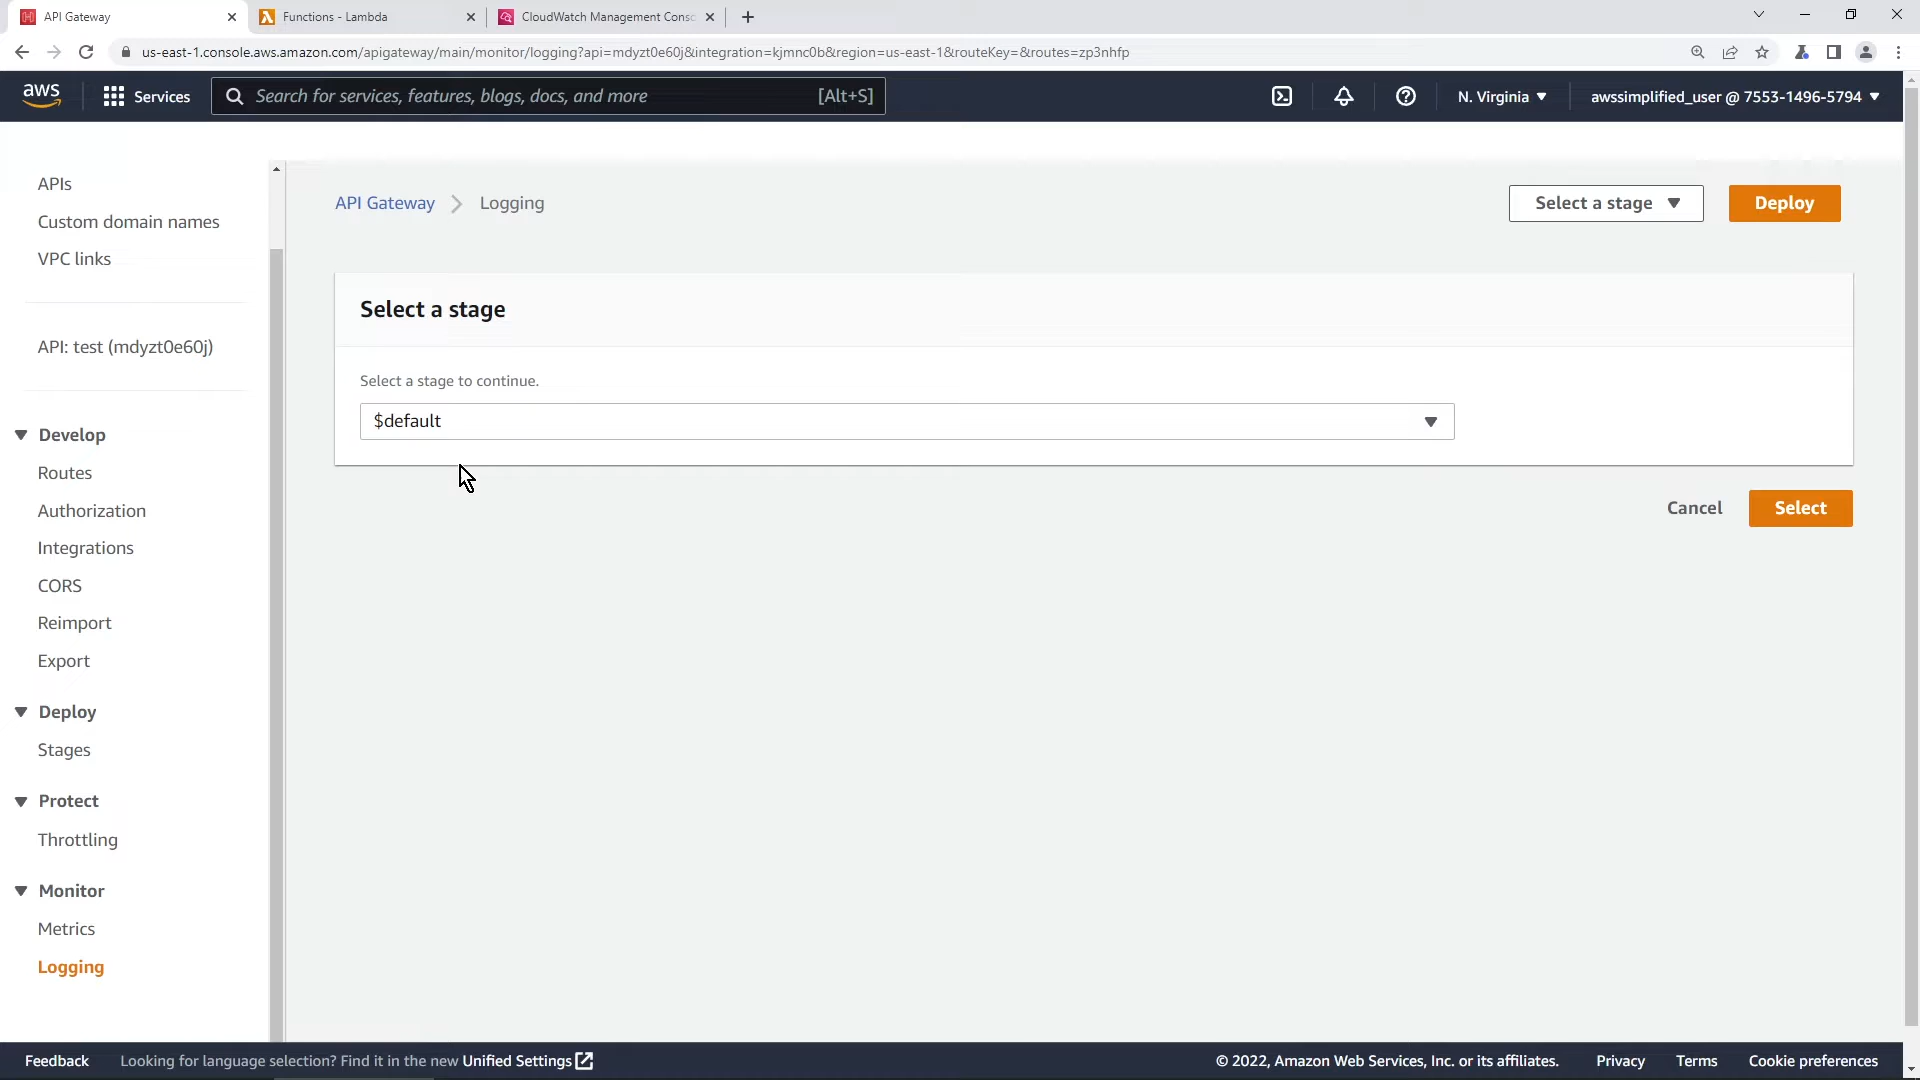 API Gateway
Functions - Lambda
CloudWatch Management Conso
us-east-1.console.aws.amazon.com/apigateway/main/monitor/logging?api=mdyzt0e60j&integration=kjmnc0b&region=us-east-1&routeKey=&routes=zp3nhfp
aws
Services
Search for services, features, blogs, docs, and more
[Alt+S]
N. Virginia
awssimplified_user @ 7553-1496-5794
APIs
Custom domain names
VPC links
API: test (mdyzt0e60j)
Develop
Routes
Authorization
Integrations
CORS
Reimport
Export
Deploy
Stages
Protect
Throttling
Monitor
Metrics
Logging
API Gateway
Logging
Select a stage
Deploy
Select a stage
Select a stage to continue.
$default
Cancel
Select
Feedback
Looking for language selection? Find it in the new Unified Settings
© 2022, Amazon Web Services, Inc. or its affiliates.
Privacy
Terms
Cookie preferences